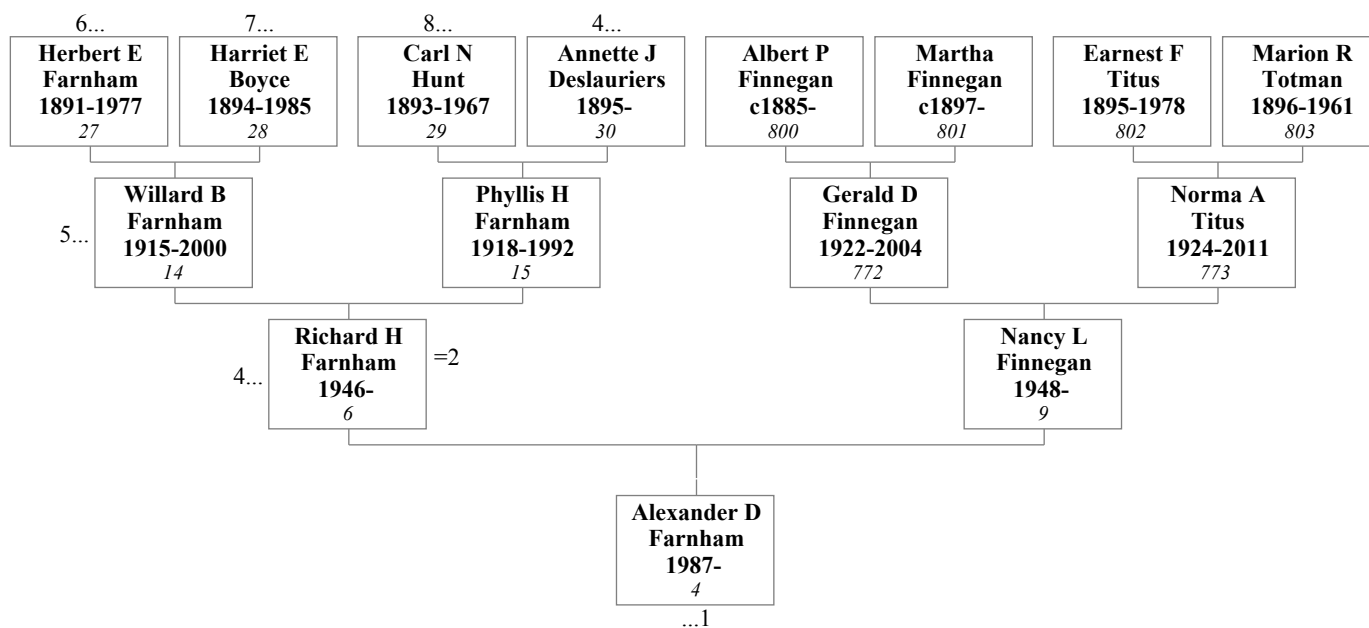 6...
7...
8...
4...
Herbert E
Farnham
1891-1977
27
Harriet E
Boyce
1894-1985
28
Carl N
Hunt
1893-1967
29
Annette J
Deslauriers
1895-
30
Albert P
Finnegan
c1885-
800
Martha
Finnegan
c1897-
801
Earnest F
Titus
1895-1978
802
Marion R
Totman
1896-1961
803
5...
Willard B
Farnham
1915-2000
14
Phyllis H
Farnham
1918-1992
15
Gerald D
Finnegan
1922-2004
772
Norma A
Titus
1924-2011
773
4...
Richard H
Farnham
1946-
6
=2
Nancy L
Finnegan
1948-
9
Alexander D
Farnham
1987-
4
...1